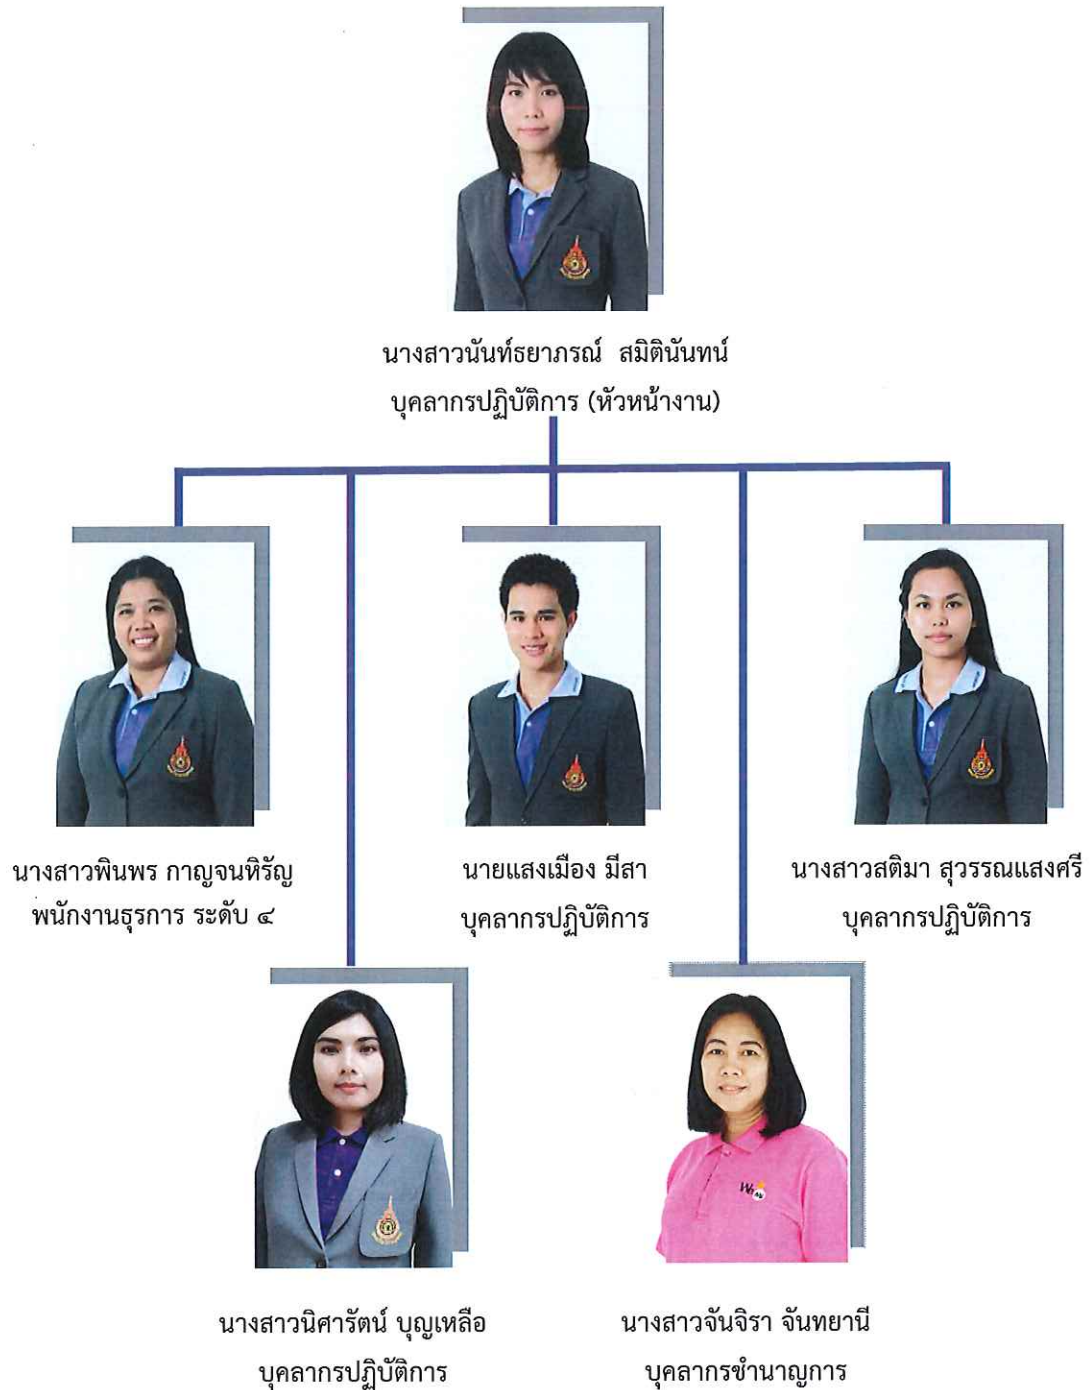 นางสาวนันท์ธยาภรณ์ สมิตินันทน์
บุคลากรปฏิบัติการ (หัวหน้างาน)
นางสาวพินพร กาญจนหิรัญ
พนักงานธุรการ ระดับ ๔
นายแสงเมือง มีสา
บุคลากรปฏิบัติการ
นางสาวสติมา สุวรรณแสงศรี
บุคลากรปฏิบัติการ
นางสาวนิศารัตน์ บุญเหลือ
บุคลากรปฏิบัติการ
นางสาวจันจิรา จันทยานี
บุคลากรชำนาญการ